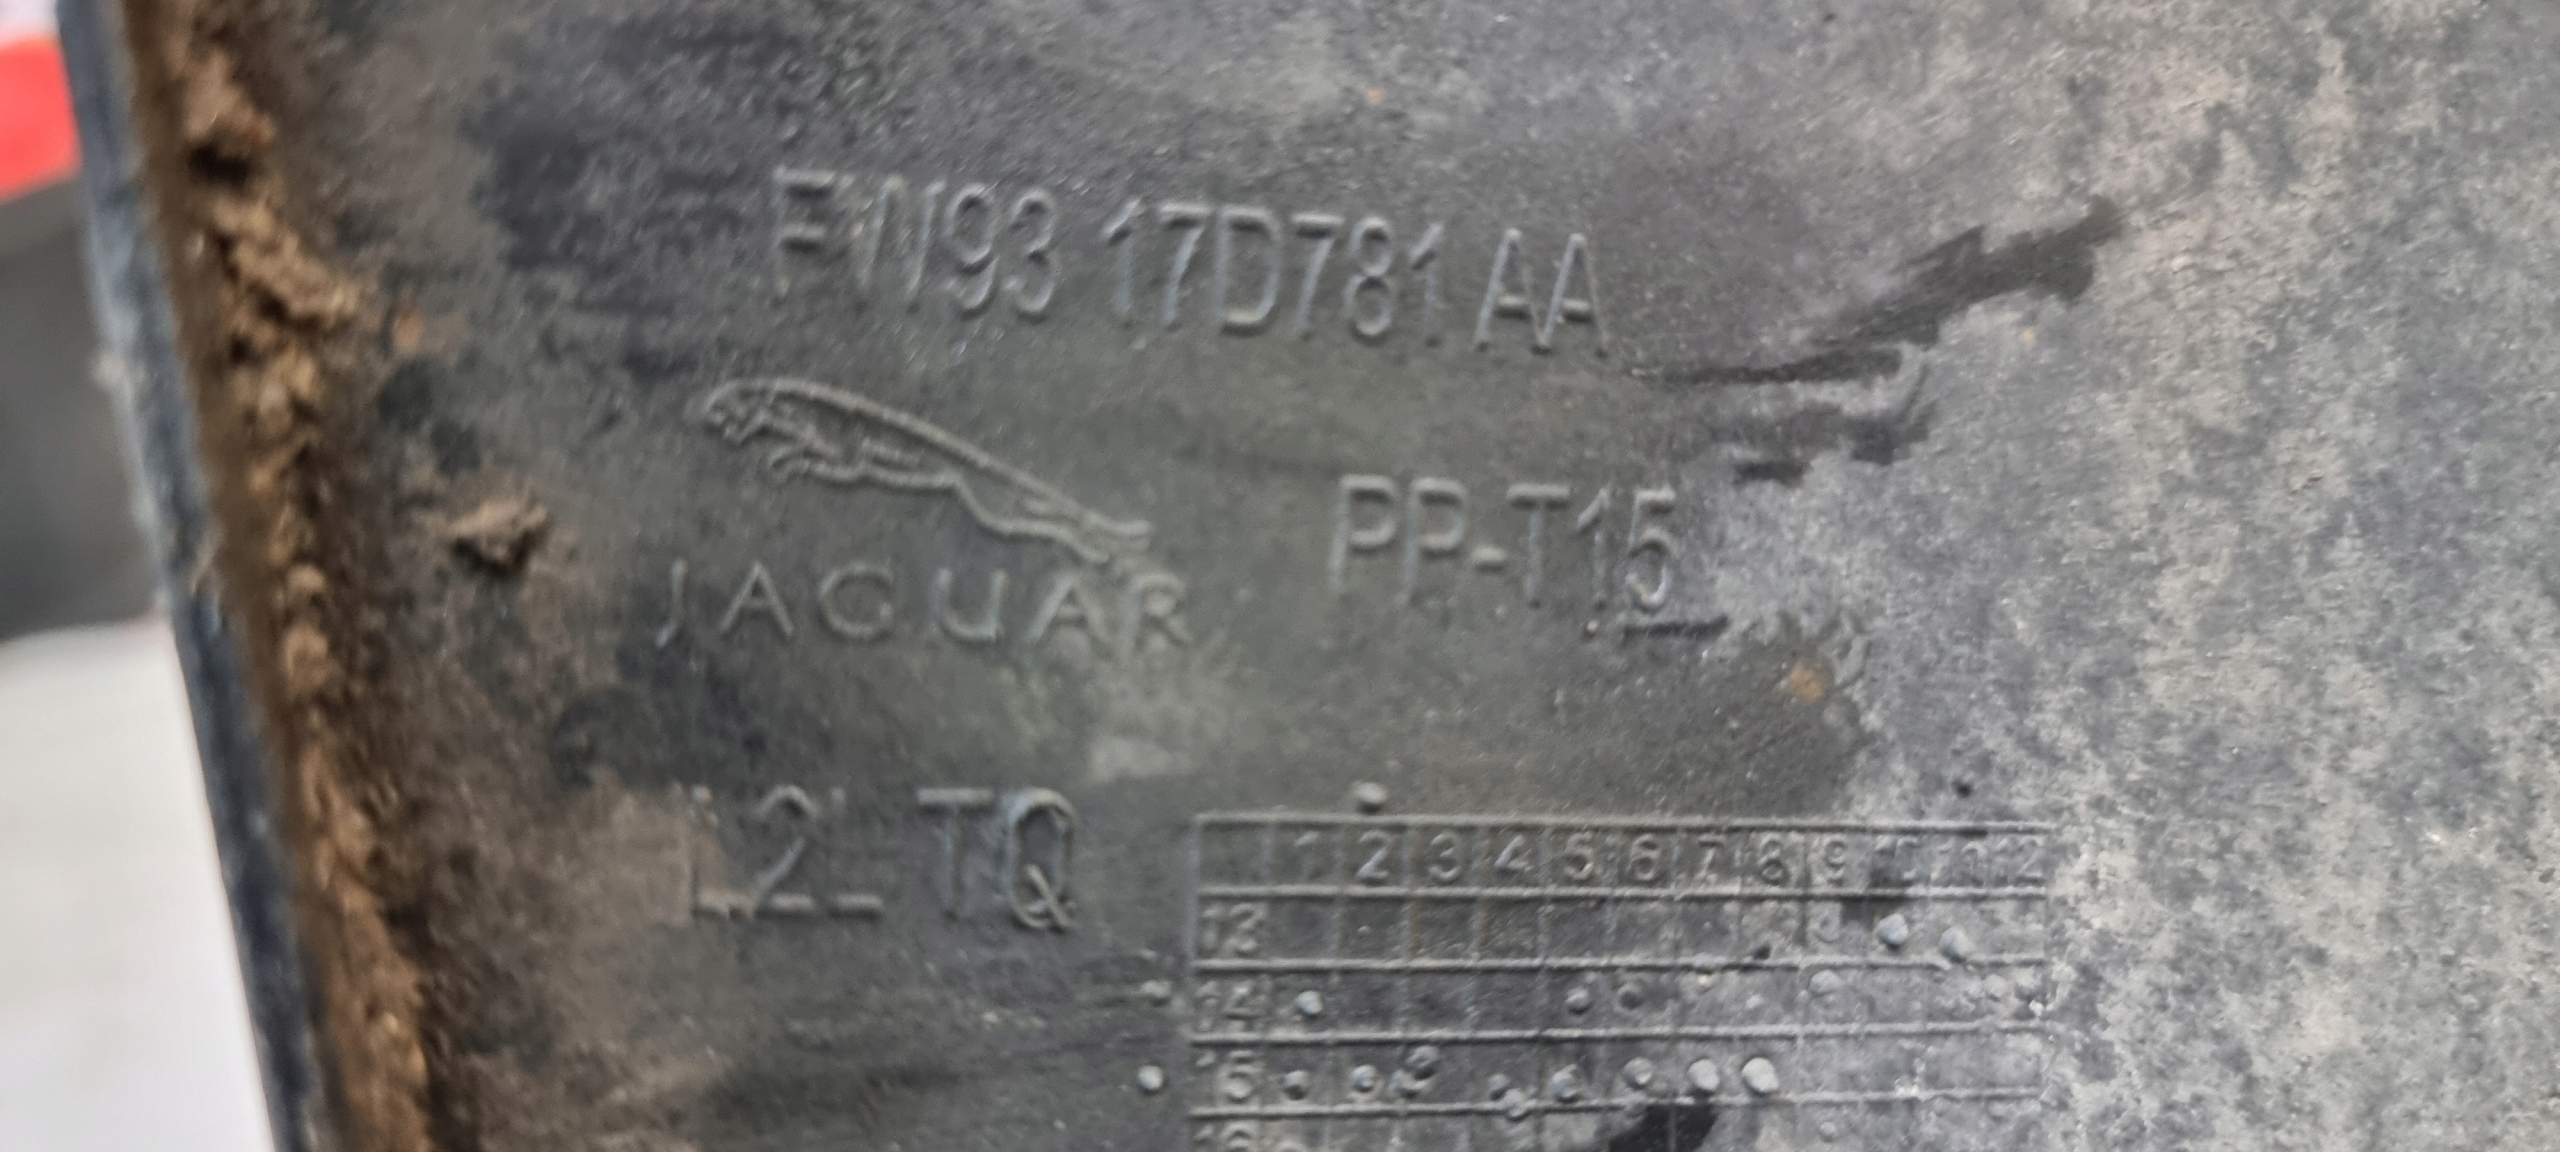 FW93 17D781 AA
JAGUAR
PP-T15
L2L TQ
1 2 3 4 5 6 7 8 9 10 11 12
13
14
15